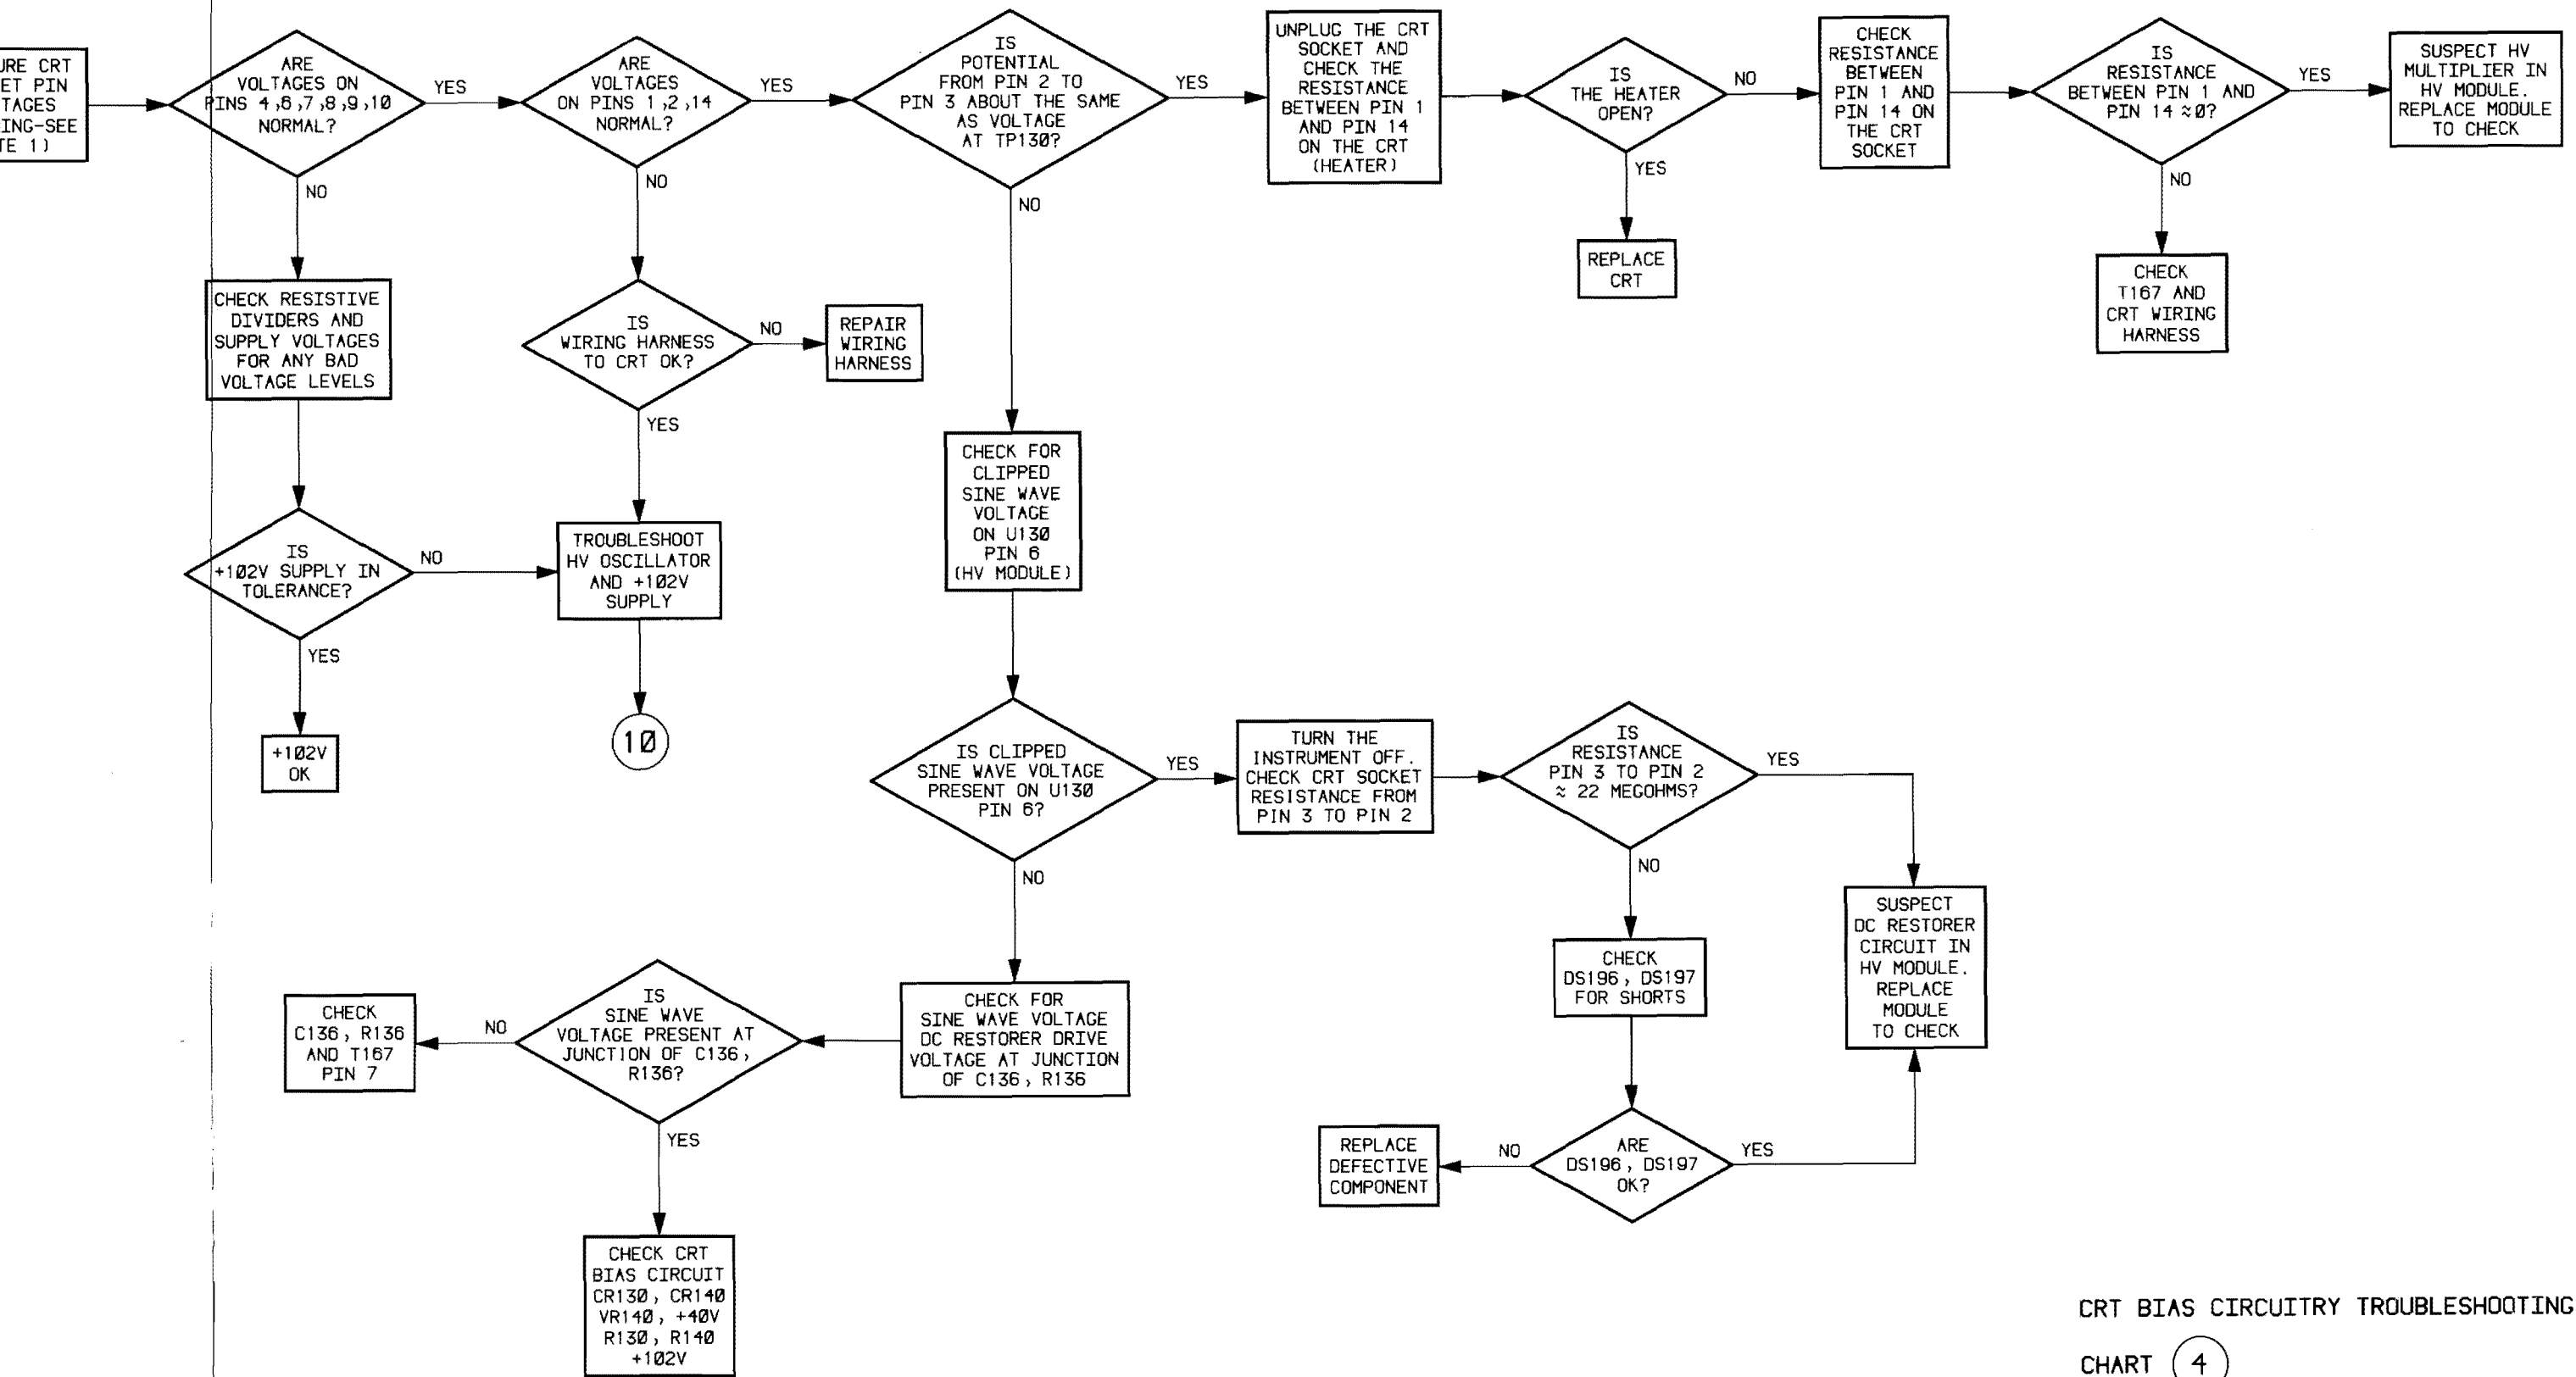 URE CRT
ET PIN
TAGES
ING-SEE
TE 1)
ARE
VOLTAGES ON
PINS 4,6,7,8,9,10
NORMAL?
YES
NO
ARE
VOLTAGES
ON PINS 1,2,14
NORMAL?
YES
NO
IS
POTENTIAL
FROM PIN 2 TO
PIN 3 ABOUT THE SAME
AS VOLTAGE
AT TP130?
YES
NO
UNPLUG THE CRT
SOCKET AND
CHECK THE
RESISTANCE
BETWEEN PIN 1
AND PIN 14
ON THE CRT
(HEATER)
IS
THE HEATER
OPEN?
NO
YES
REPLACE
CRT
CHECK
RESISTANCE
BETWEEN
PIN 1 AND
PIN 14 ON
THE CRT
SOCKET
IS
RESISTANCE
BETWEEN PIN 1 AND
PIN 14 ≈0?
YES
NO
SUSPECT HV
MULTIPLIER IN
HV MODULE.
REPLACE MODULE
TO CHECK
CHECK
T167 AND
CRT WIRING
HARNESS
CHECK RESISTIVE
DIVIDERS AND
SUPPLY VOLTAGES
FOR ANY BAD
VOLTAGE LEVELS
IS
WIRING HARNESS
TO CRT OK?
NO
YES
REPAIR
WIRING
HARNESS
IS
+102V SUPPLY IN
TOLERANCE?
NO
YES
TROUBLESHOOT
HV OSCILLATOR
AND +102V
SUPPLY
+102V
OK
10
CHECK FOR
CLIPPED
SINE WAVE
VOLTAGE
ON U130
PIN 6
(HV MODULE)
IS CLIPPED
SINE WAVE VOLTAGE
PRESENT ON U130
PIN 6?
YES
NO
TURN THE
INSTRUMENT OFF.
CHECK CRT SOCKET
RESISTANCE FROM
PIN 3 TO PIN 2
IS
RESISTANCE
PIN 3 TO PIN 2
≈ 22 MEGOHMS?
YES
NO
SUSPECT
DC RESTORER
CIRCUIT IN
HV MODULE.
REPLACE
MODULE
TO CHECK
CHECK
DS196, DS197
FOR SHORTS
ARE
DS196, DS197
OK?
NO
YES
REPLACE
DEFECTIVE
COMPONENT
CHECK FOR
SINE WAVE VOLTAGE
DC RESTORER DRIVE
VOLTAGE AT JUNCTION
OF C136, R136
IS
SINE WAVE
VOLTAGE PRESENT AT
JUNCTION OF C136,
R136?
NO
YES
CHECK
C136, R136
AND T167
PIN 7
CHECK CRT
BIAS CIRCUIT
CR130, CR140
VR140, +40V
R130, R140
+102V
CRT BIAS CIRCUITRY TROUBLESHOOTING
CHART 4